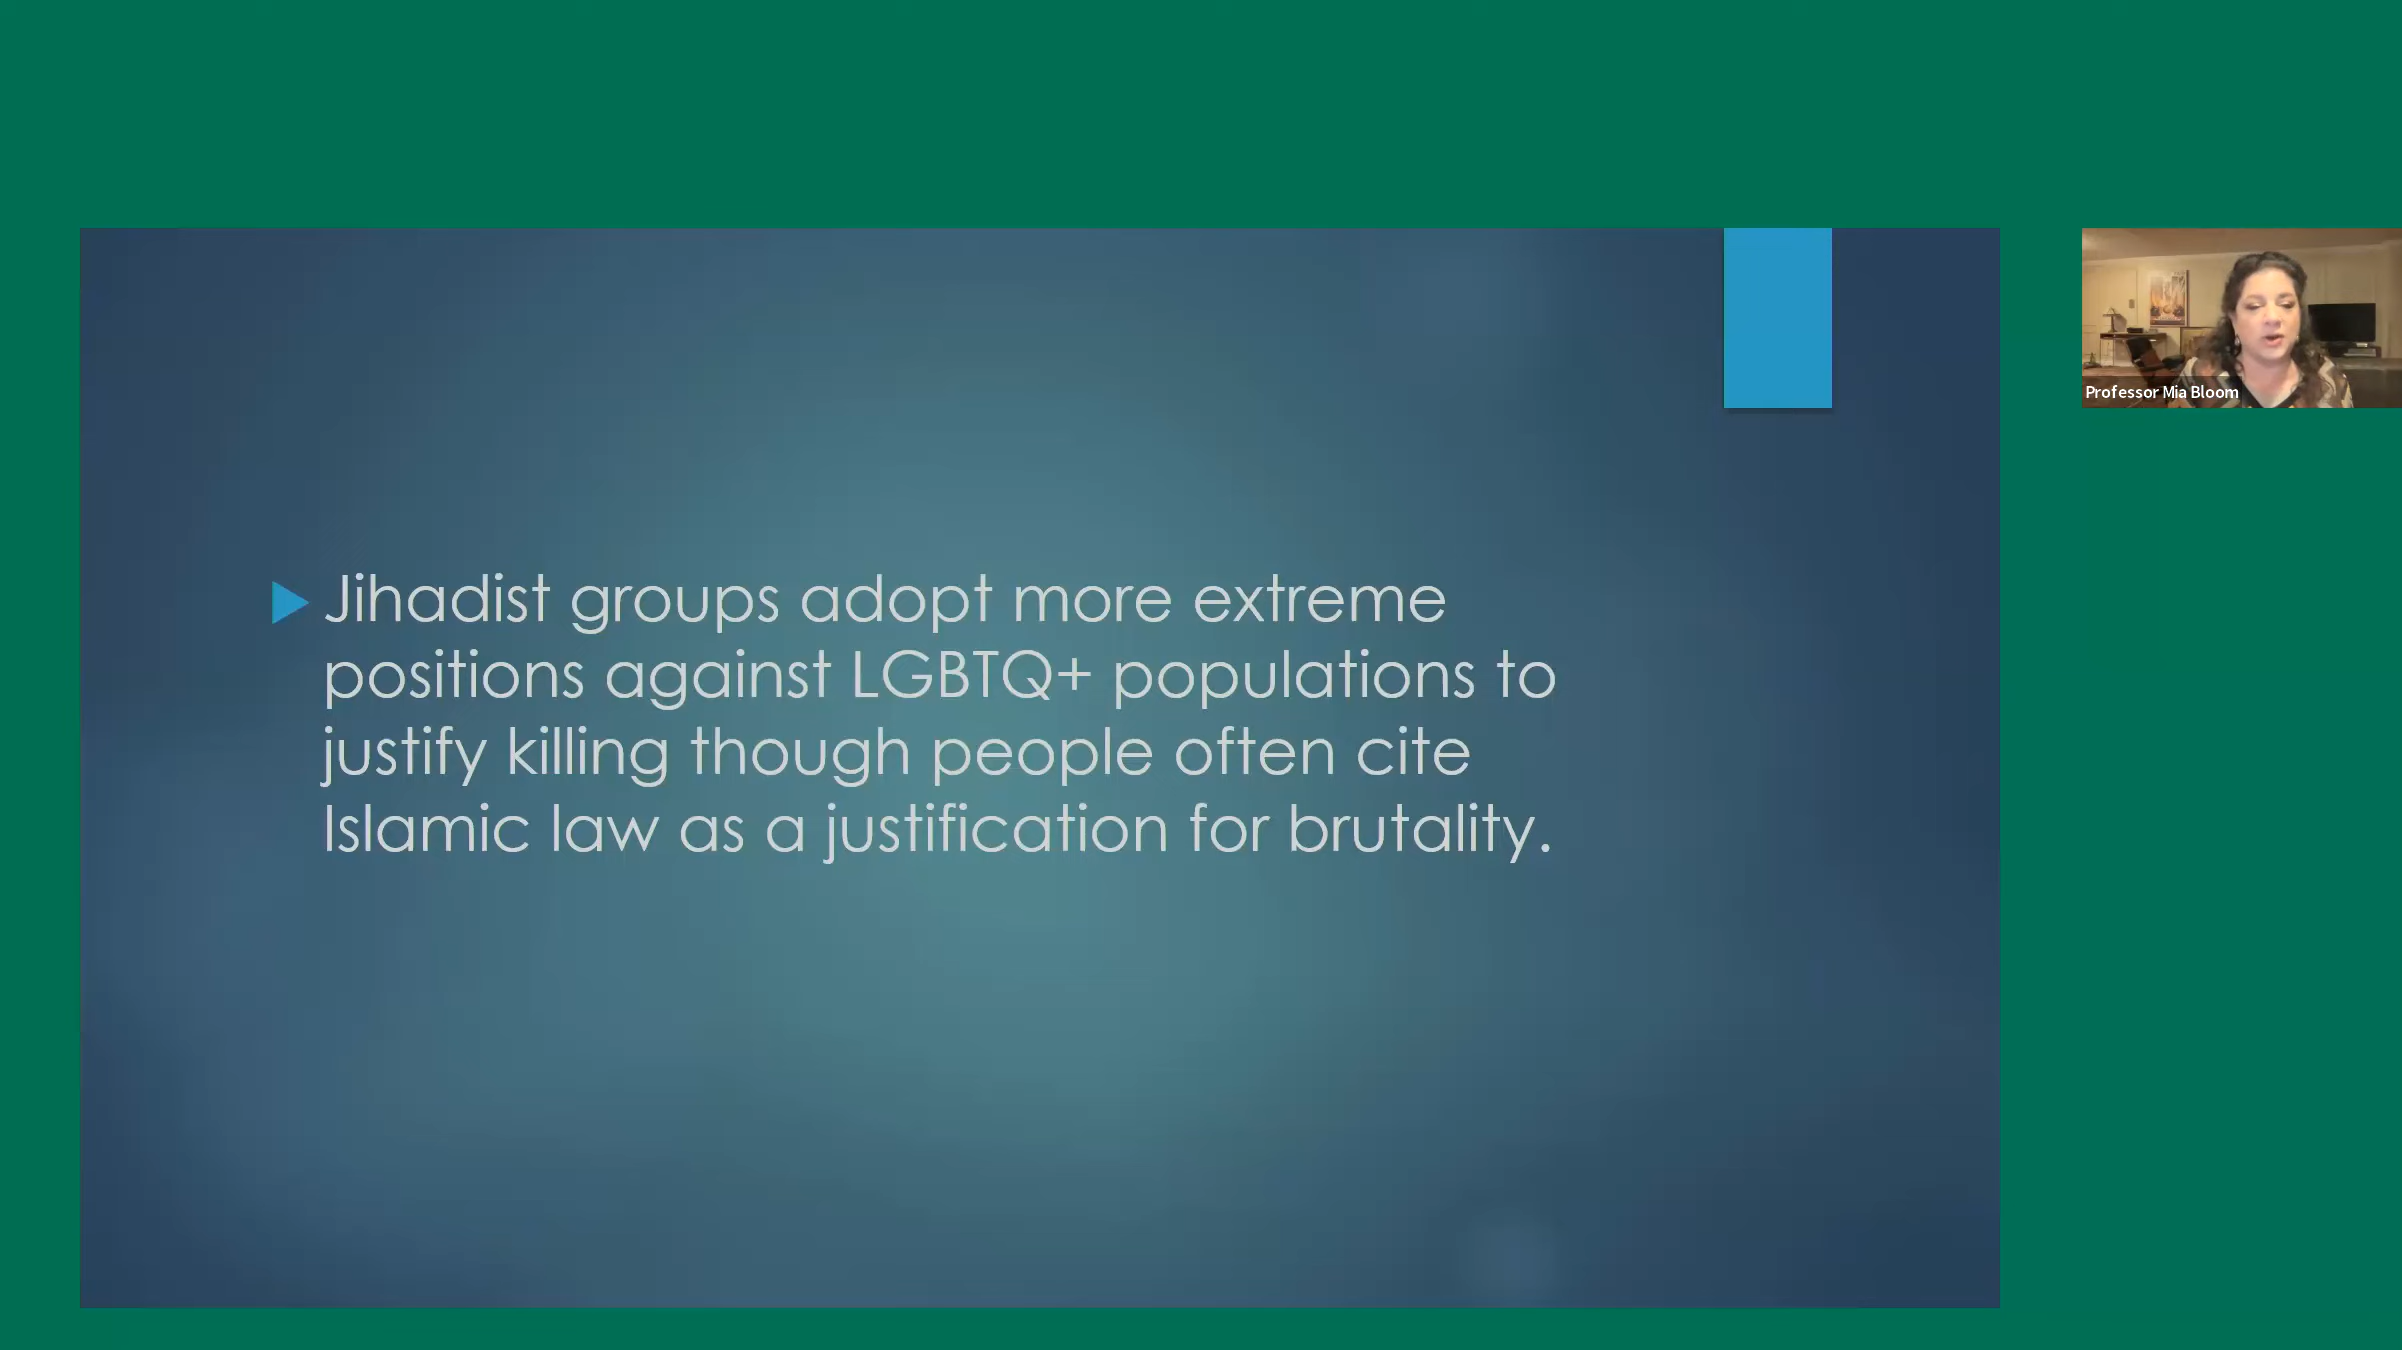 Jihadist groups adopt more extreme
positions against LGBTQ+ populations to
justify killing though people often cite
Islamic law as a justification for brutality.
Professor Mia Bloom